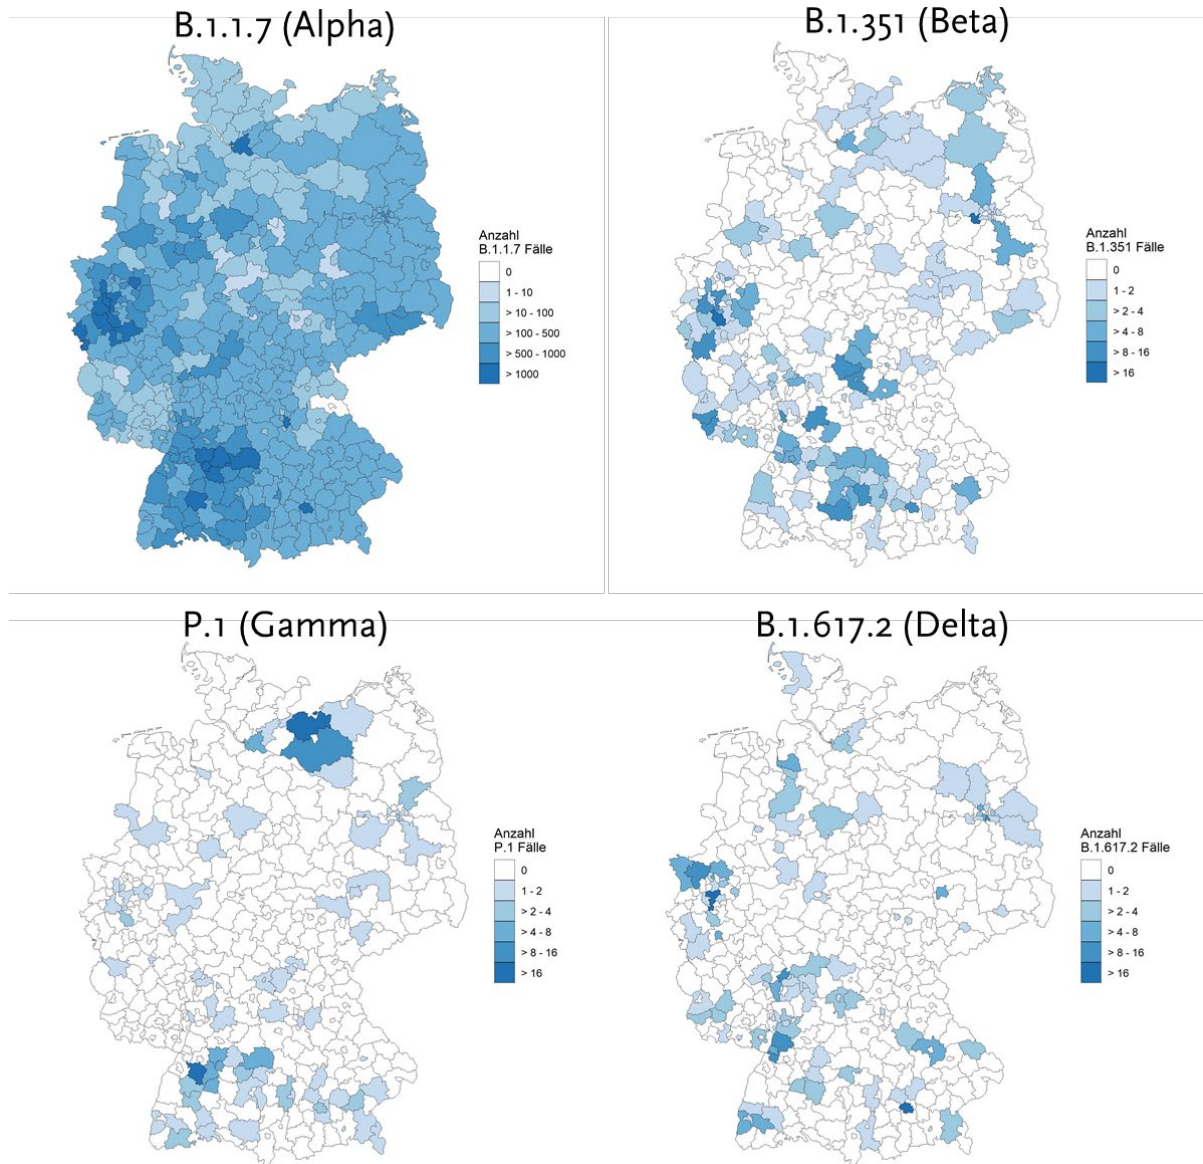 B.1.1.7 (Alpha)
Anzahl
B.1.1.7 Fälle
0
1 - 10
> 10 - 100
> 100 - 500
> 500 - 1000
> 1000
B.1.351 (Beta)
Anzahl
B.1.351 Fälle
0
1 - 2
> 2 - 4
> 4 - 8
> 8 - 16
> 16
P.1 (Gamma)
Anzahl
P.1 Fälle
0
1 - 2
> 2 - 4
> 4 - 8
> 8 - 16
> 16
B.1.617.2 (Delta)
Anzahl
B.1.617.2 Fälle
0
1 - 2
> 2 - 4
> 4 - 8
> 8 - 16
> 16